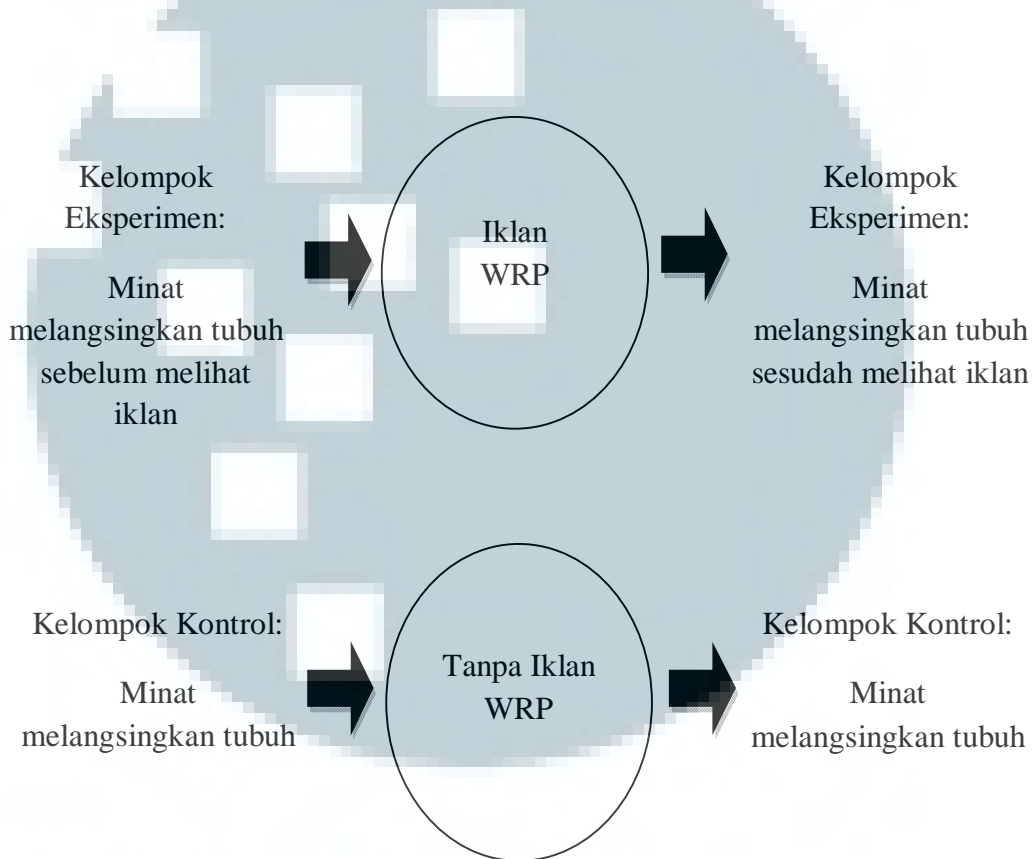 Kelompok
Eksperimen:
Minat
melangsingkan tubuh
sebelum melihat
iklan
Iklan
WRP
Kelompok
Eksperimen:
Minat
melangsingkan tubuh
sesudah melihat iklan
Kelompok Kontrol:
Minat
melangsingkan tubuh
Tanpa Iklan
WRP
Kelompok Kontrol:
Minat
melangsingkan tubuh